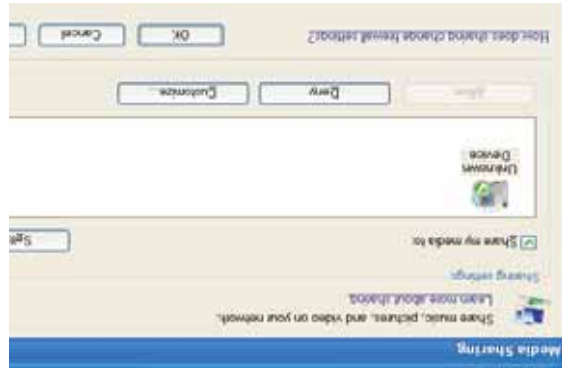 Media Sharing
Share music, pictures, and video on your network.
Learn more about sharing
Sharing settings:
Share my media to:
Unknown
Device
Allow
Deny
Customize...
How does sharing change firewall settings?
OK
Cancel